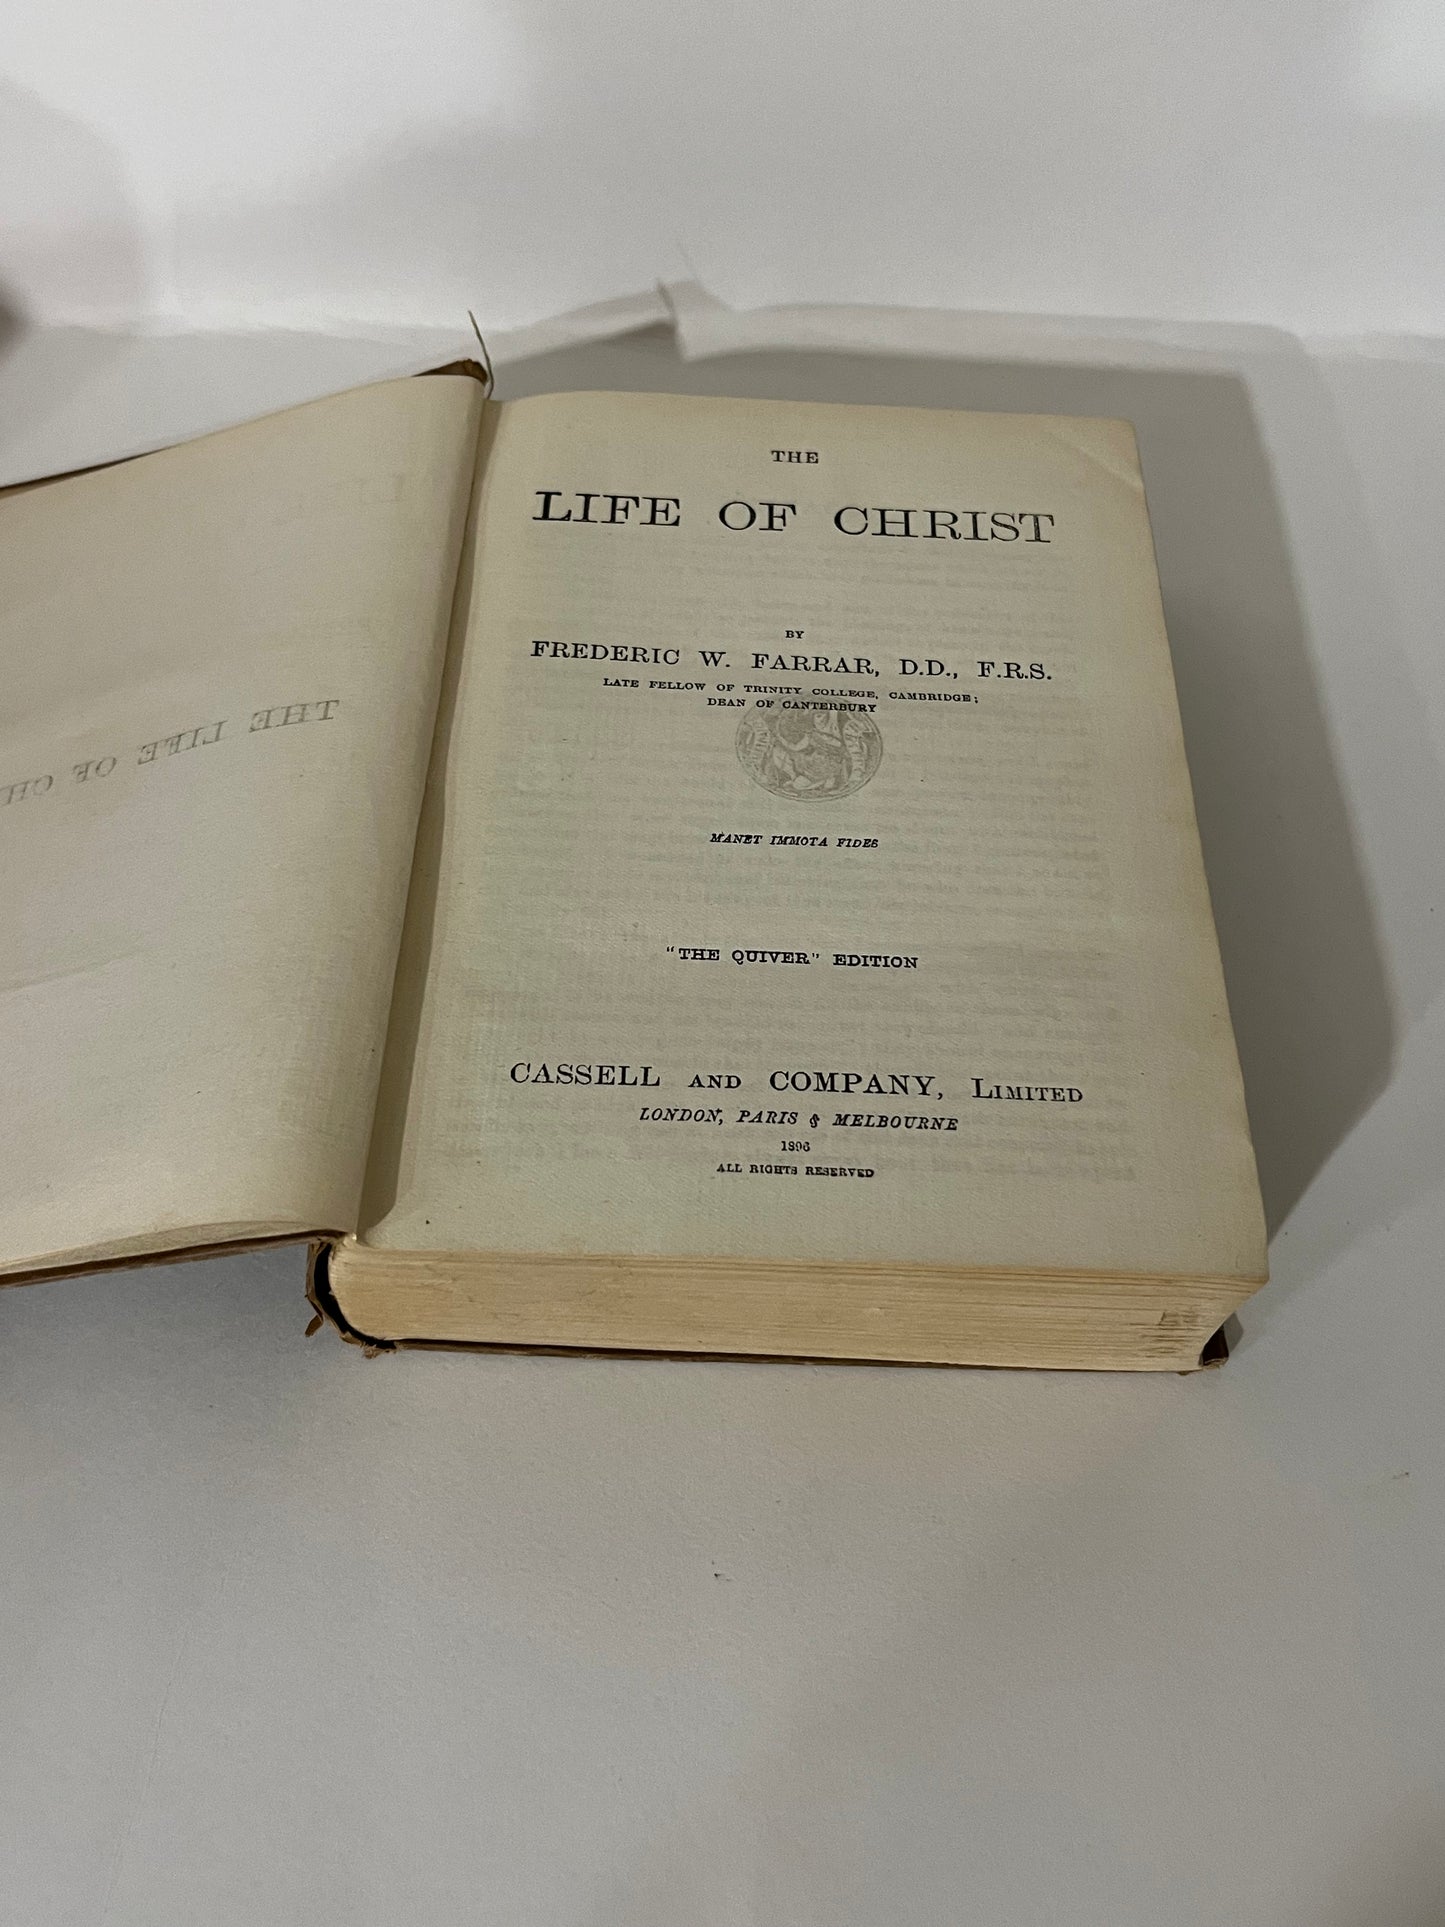 THE
LIFE OF CHRIST
BY
FREDERIC W. FARRAR, D.D., F.R.S.
LATE FELLOW OF TRINITY COLLEGE, CAMBRIDGE;
DEAN OF CANTERBURY
MANET IMMOTA FIDES
"THE QUIVER" EDITION
CASSELL AND COMPANY, LIMITED
LONDON, PARIS & MELBOURNE
1896
ALL RIGHTS RESERVED